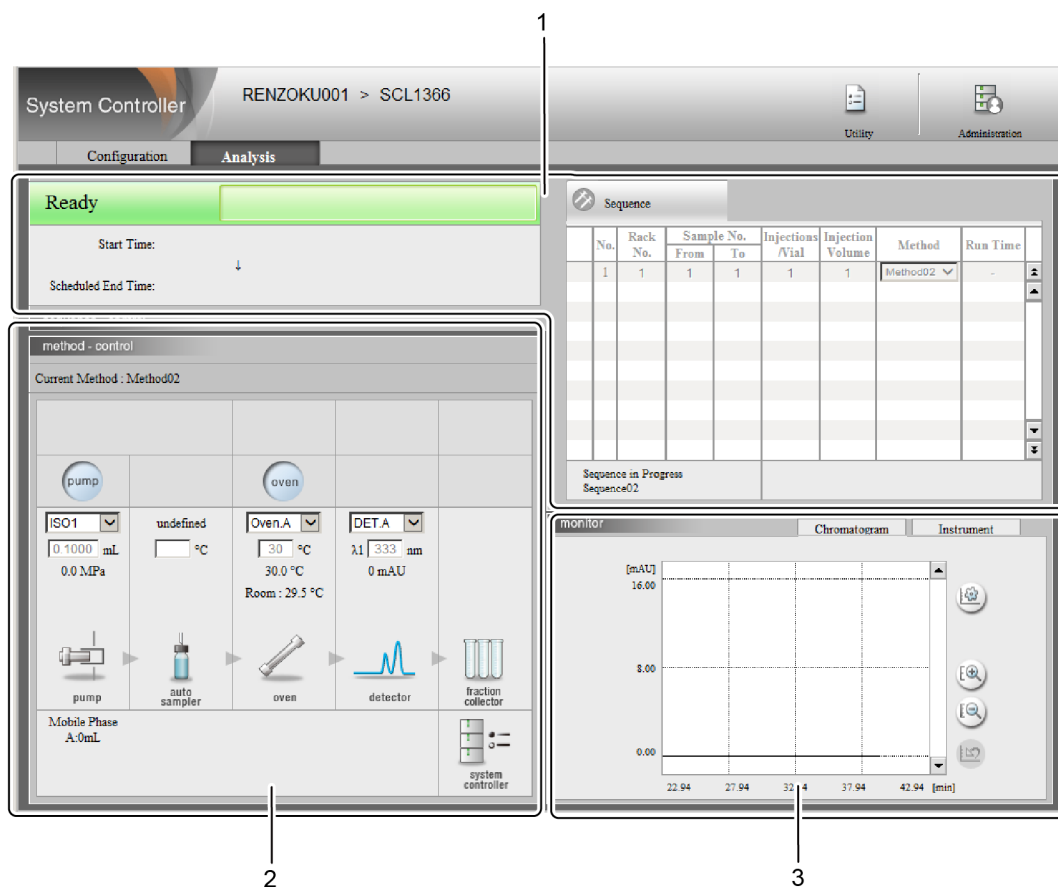 1
System Controller
RENZOKU001 > SCL1366
Utility
Administration
Configuration
Analysis
Ready
Start Time:
↓
Scheduled End Time:
Sequence
No.
Rack No.
Sample No.
From
To
Injections /Vial
Injection Volume
Method
Run Time
1 1 1 1 1 1 Method02 -
Sequence in Progress
Sequence02
method - control
Current Method : Method02
pump
oven
ISO1
undefined
Oven.A
DET.A
0.1000 mL
°C
30 °C
λ1 333 nm
0.0 MPa
30.0 °C
0 mAU
Room : 29.5 °C
pump
auto sampler
oven
detector
fraction collector
Mobile Phase
A:0mL
system controller
monitor
Chromatogram
Instrument
[mAU]
16.00
8.00
0.00
22.94 27.94 37.94 42.94 [min]
2
3